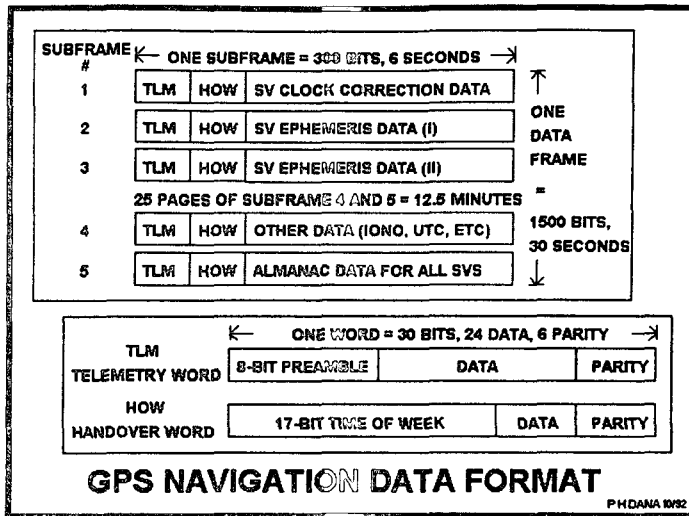 SUBFRAME #
ONE SUBFRAME = 300 BITS, 6 SECONDS
1 TLM HOW SV CLOCK CORRECTION DATA
2 TLM HOW SV EPHEMERIS DATA (I)
3 TLM HOW SV EPHEMERIS DATA (II)
25 PAGES OF SUBFRAME 4 AND 5 = 12.5 MINUTES
4 TLM HOW OTHER DATA (IONO, UTC, ETC)
5 TLM HOW ALMANAC DATA FOR ALL SVS
ONE
DATA
FRAME
=
1500 BITS,
30 SECONDS
ONE WORD = 30 BITS, 24 DATA, 6 PARITY
TLM
TELEMETRY WORD
8-BIT PREAMBLE DATA PARITY
HOW
HANDOVER WORD
17-BIT TIME OF WEEK DATA PARITY
GPS NAVIGATION DATA FORMAT
P H DANA 10/92